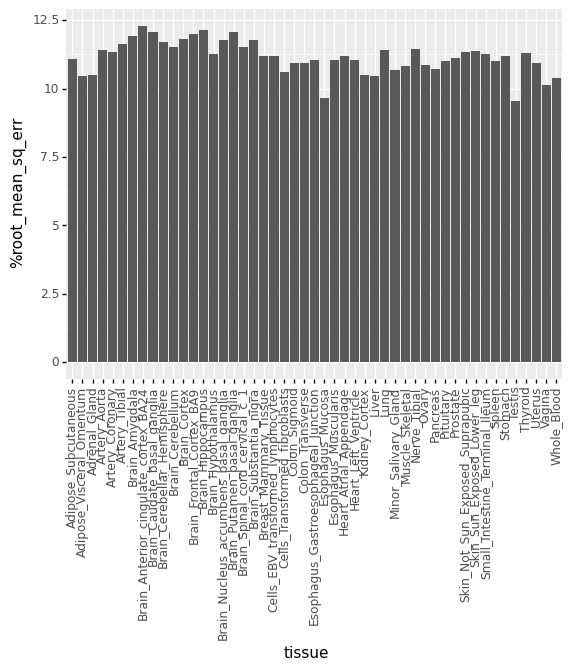 12.5
10
7.5
5
2.5
0
%root_mean_sq_err
Adipose_Subcutaneous
Adipose_Visceral_Omentum
Adrenal_Gland
Artery_Aorta
Artery_Coronary
Artery_Tibial
Brain_Amygdala
Brain_Anterior_cingulate_cortex_BA24
Brain_Caudate_basal_ganglia
Brain_Cerebellar_Hemisphere
Brain_Cerebellum
Brain_Cortex
Brain_Frontal_Cortex_BA9
Brain_Hippocampus
Brain_Hypothalamus
Brain_Nucleus_accumbens_basal_ganglia
Brain_Putamen_basal_ganglia
Brain_Spinal_cord_cervical_c_1
Brain_Substantia_nigra
Breast_Mammary_Tissue
Cells_EBV_transformed_lymphocytes
Cells_Transformed_fibroblasts
Colon_Sigmoid
Colon_Transverse
Esophagus_Gastroesophageal_Junction
Esophagus_Mucosa
Esophagus_Muscularis
Heart_Atrial_Appendage
Heart_Left_Ventricle
Kidney_Cortex
Liver
Lung
Minor_Salivary_Gland
Muscle_Skeletal
Nerve_Tibial
Ovary
Pancreas
Pituitary
Prostate
Skin_Not_Sun_Exposed_Suprapubic
Skin_Sun_Exposed_Lower_leg
Small_Intestine_Terminal_Ileum
Spleen
Stomach
Testis
Thyroid
Uterus
Vagina
Whole_Blood
tissue